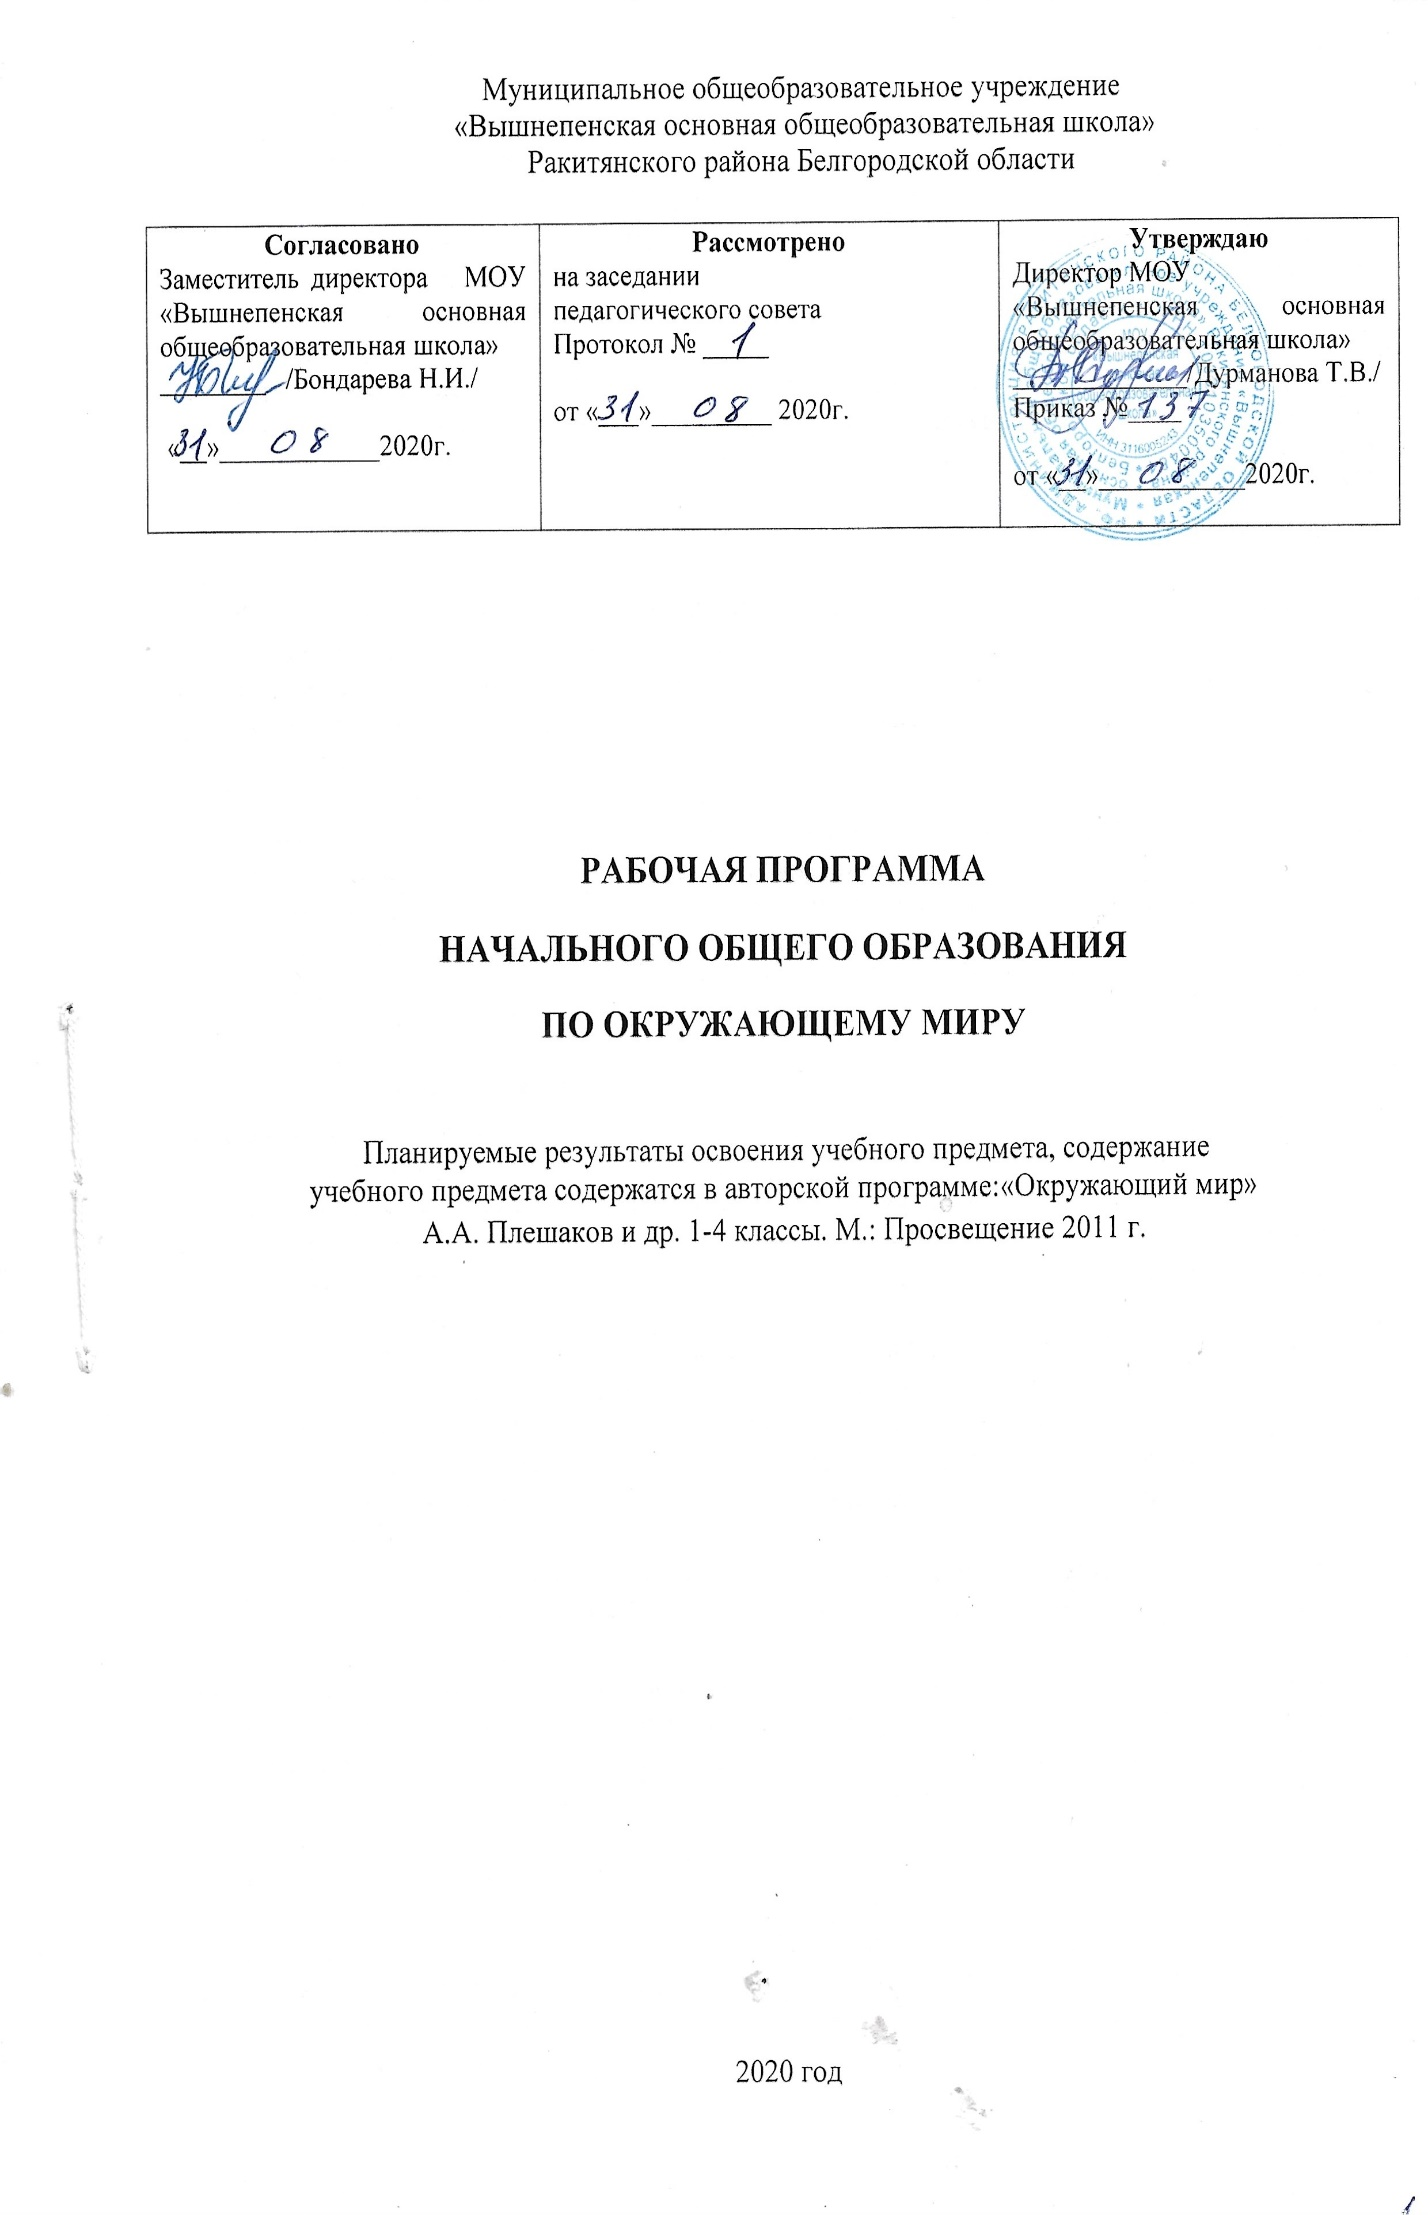 Муниципальное общеобразовательное учреждение
«Вышнепенская основная общеобразовательная школа»
Ракитянского района Белгородской области
Согласовано
Заместитель директора МОУ
«Вышнепенская основная
общеобразовательная школа»
/Бондарева Н.И./
«31» 08 2020г.
Рассмотрено
на заседании
педагогического совета
Протокол № 1
от «31» 08 2020г.
Утверждаю
Директор МОУ
«Вышнепенская основная
общеобразовательная школа»
/Дурманова Т.В./
Приказ № 137
от «31» 08 2020г.
РАБОЧАЯ ПРОГРАММА
НАЧАЛЬНОГО ОБЩЕГО ОБРАЗОВАНИЯ
ПО ОКРУЖАЮЩЕМУ МИРУ
Планируемые результаты освоения учебного предмета, содержание
учебного предмета содержатся в авторской программе:«Окружающий мир»
А.А. Плешаков и др. 1-4 классы. М.: Просвещение 2011 г.
2020 год
1